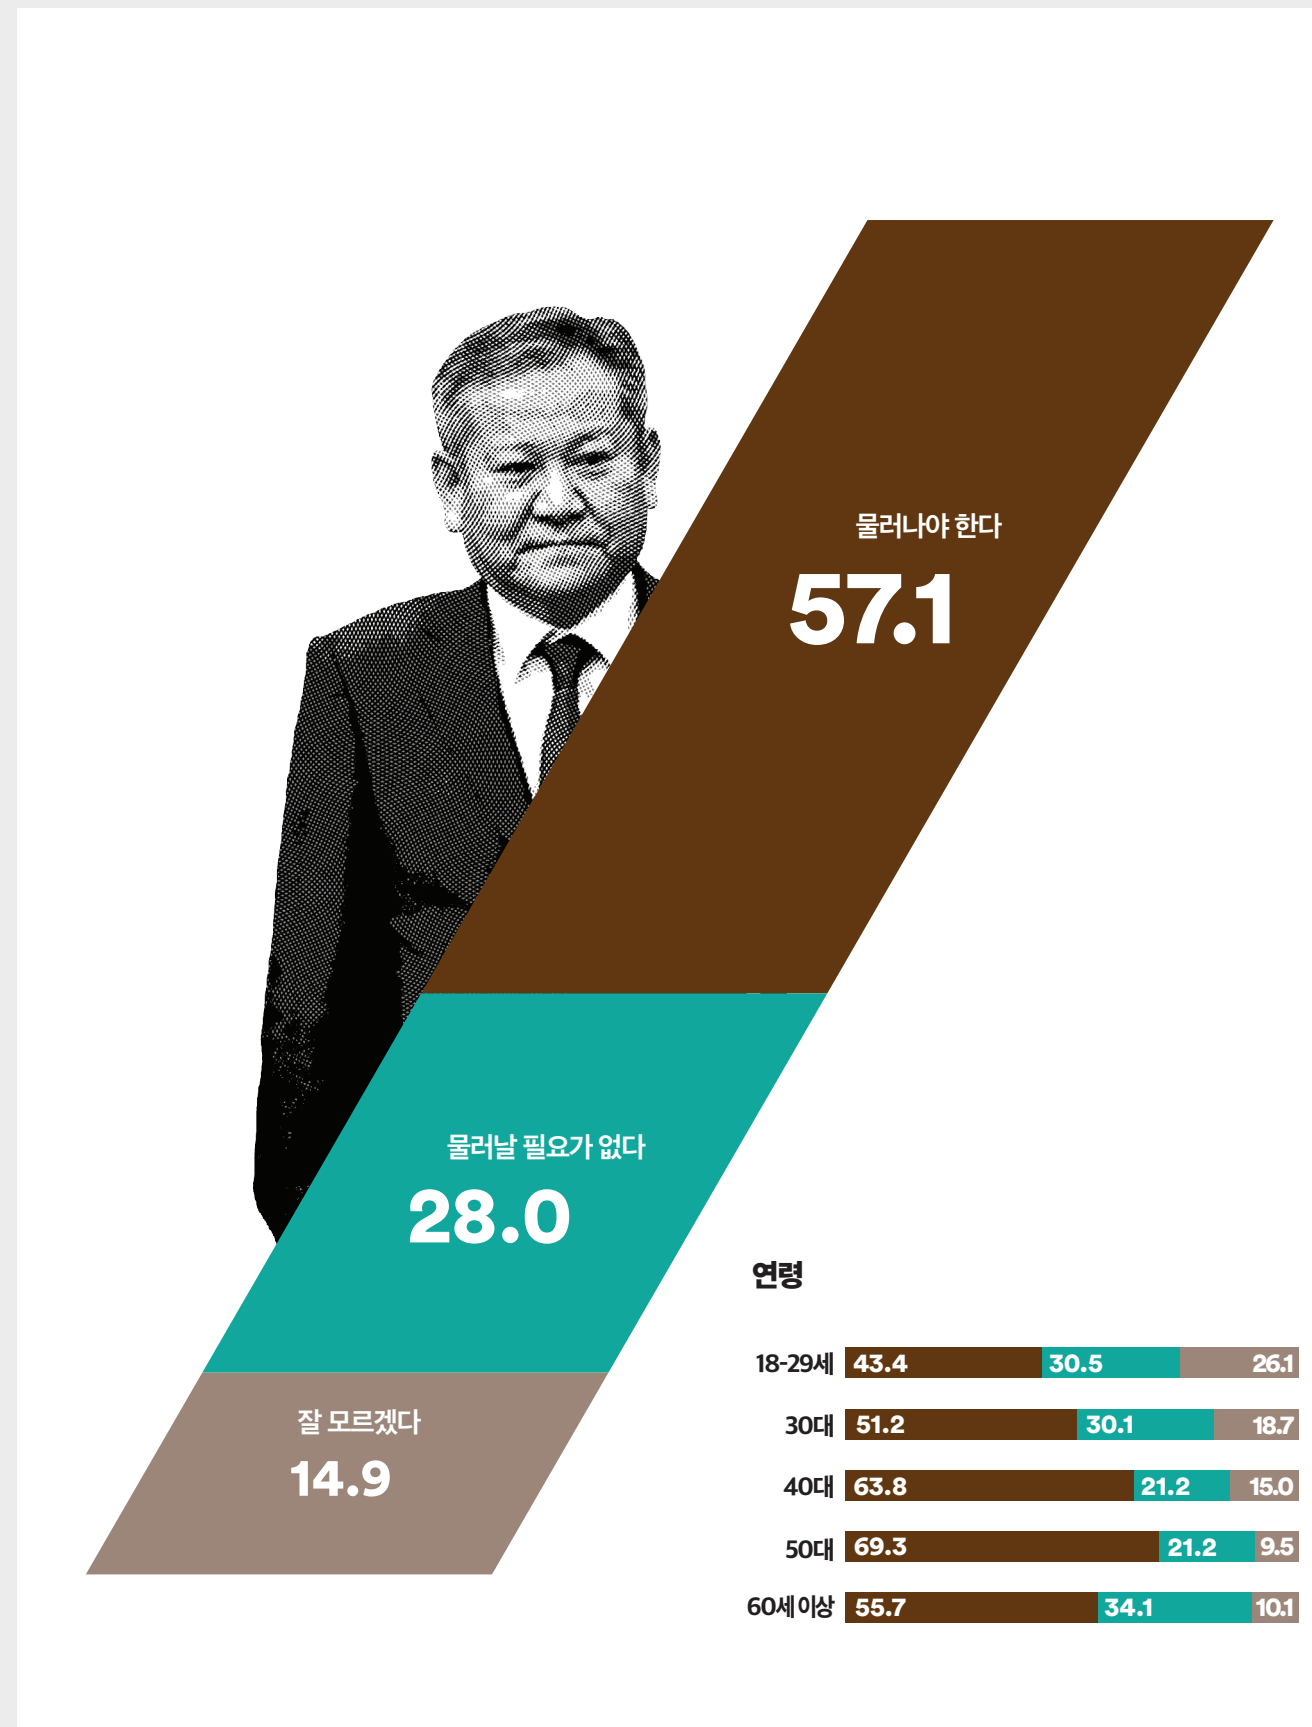 물러나야 한다
57.1
물러날 필요가 없다
28.0
잘 모르겠다
14.9
연령
18-29세 43.4 30.5 26.1
30대 51.2 30.1 18.7
40대 63.8 21.2 15.0
50대 69.3 21.2 9.5
60세 이상 55.7 34.1 10.1